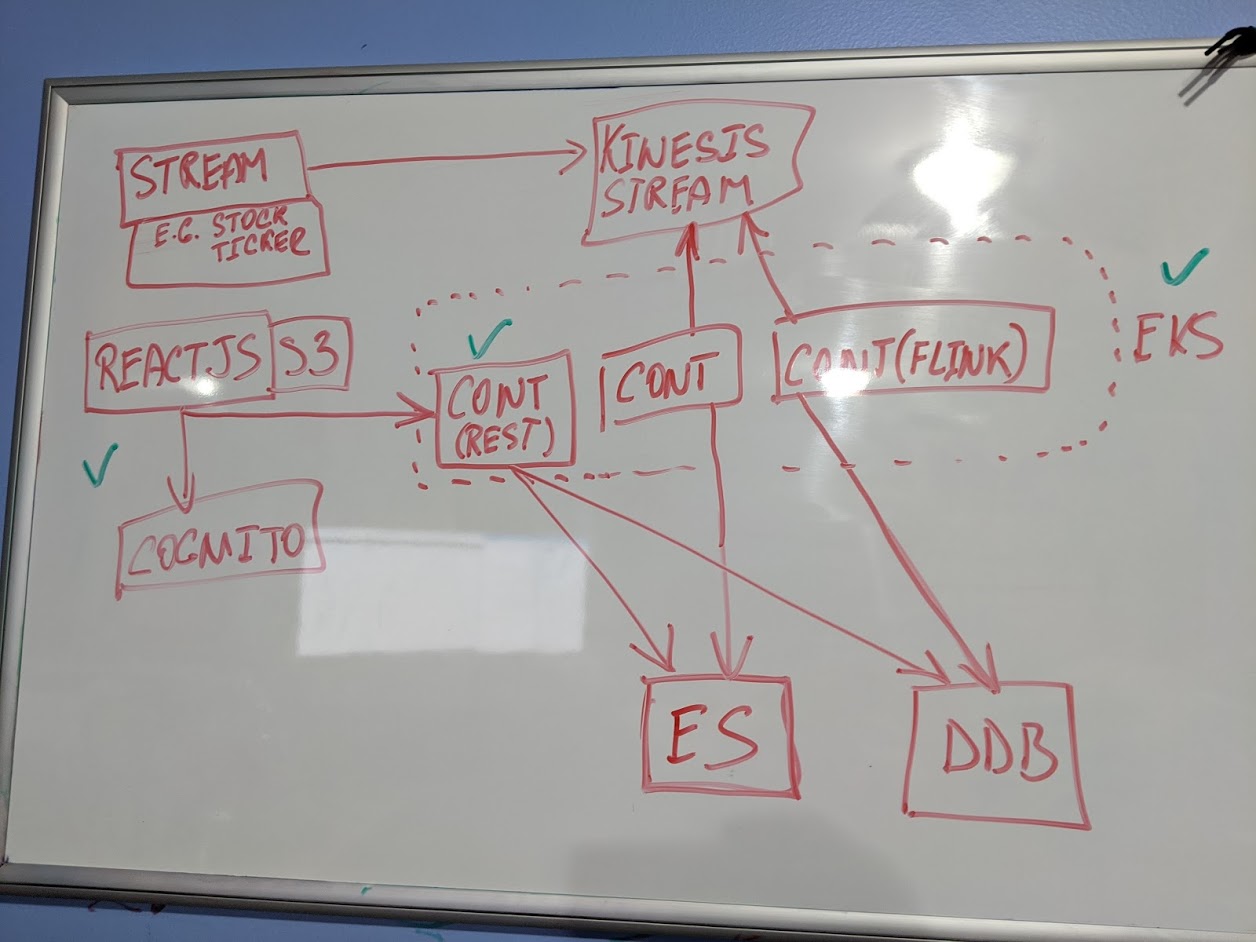 STREAM
E.G. STOCK
TICKER
KINESIS
STREAM
REACTJS S3
CONT
(REST)
CONT
CONT(FLINK)
EKS
COGNITO
ES
DDB